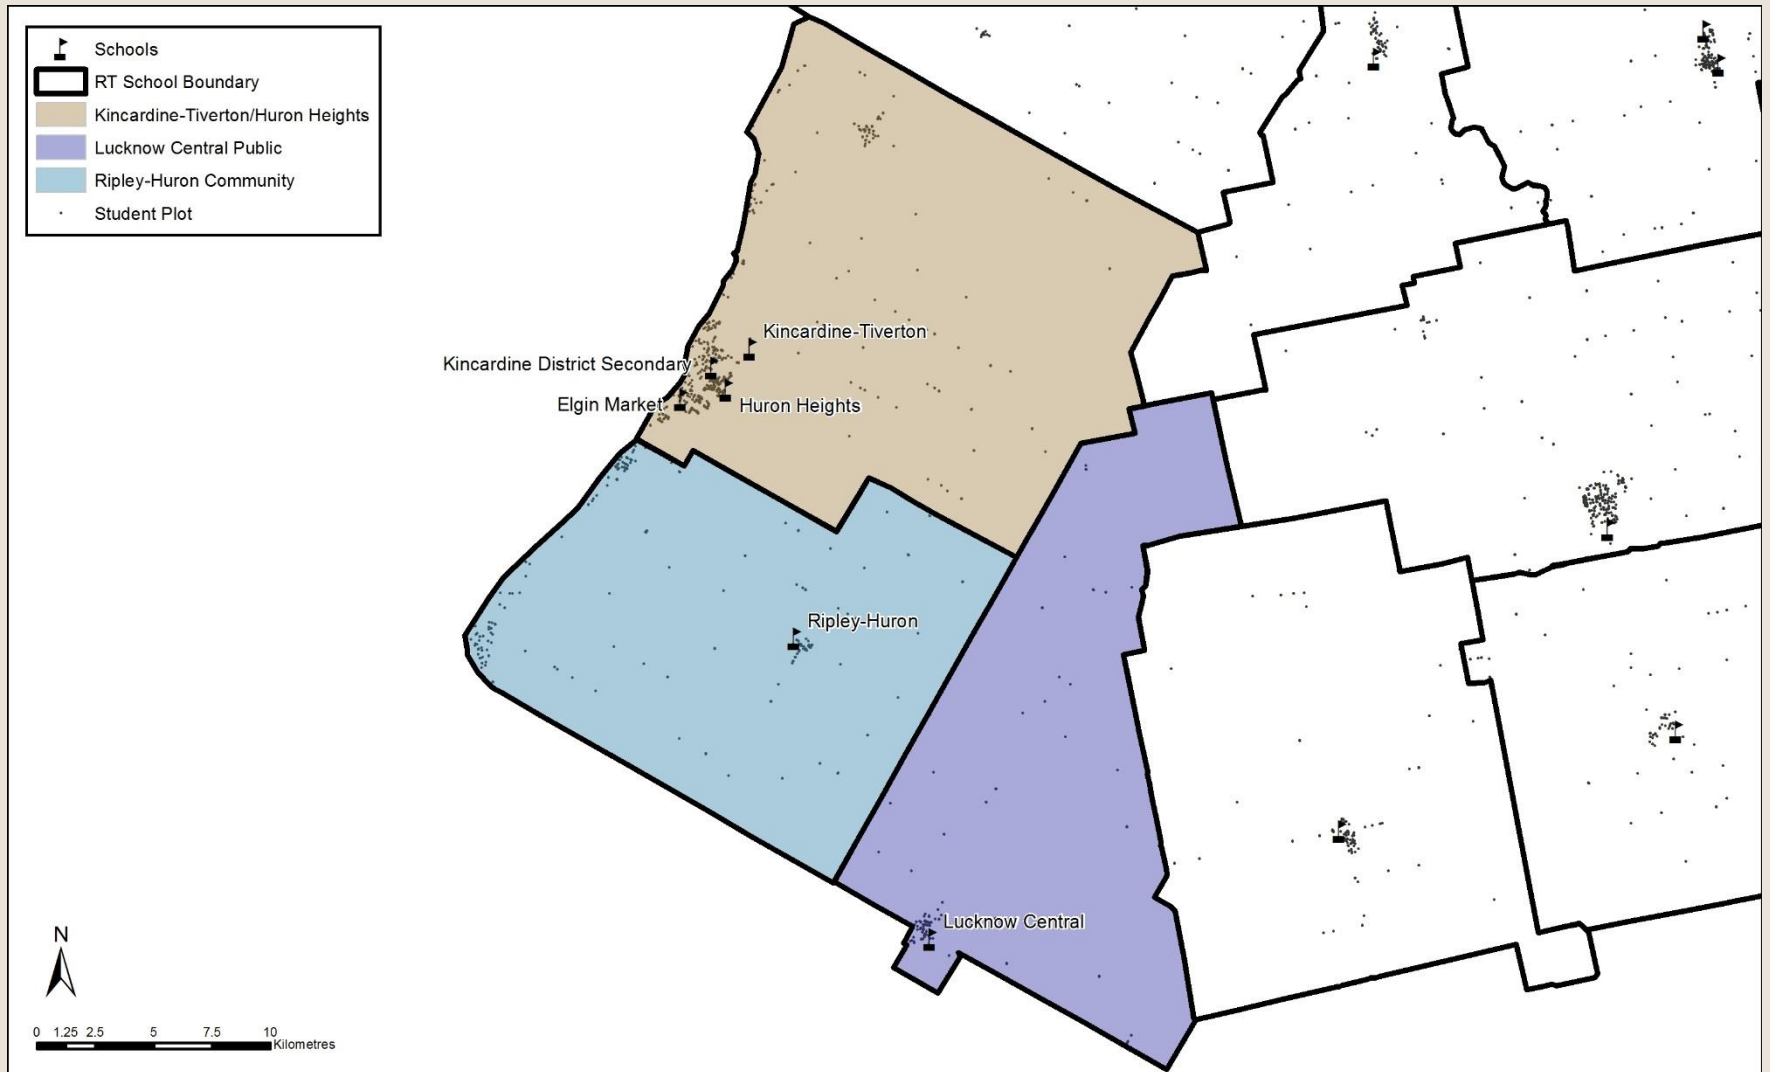 Schools
RT School Boundary
Kincardine-Tiverton/Huron Heights
Lucknow Central Public
Ripley-Huron Community
Student Plot
Kincardine-Tiverton
Kincardine District Secondary
Elgin Market
Huron Heights
Ripley-Huron
Lucknow Central
N
0 1.25 2.5 5 7.5 10
Kilometres